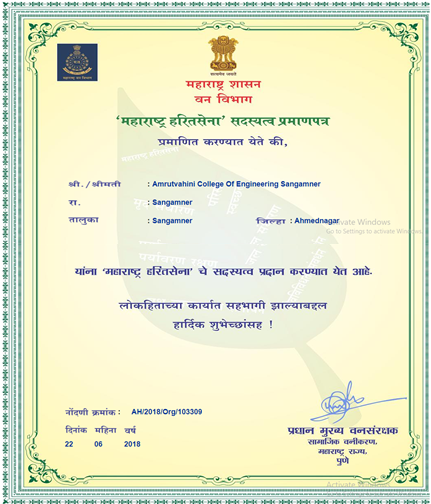 महाराष्ट्र शासन
वन विभाग
'महाराष्ट्र हरितसेना' सदस्यत्व प्रमाणपत्र
प्रमाणित करण्यात येते की,
श्री./श्रीमती : Amrutvahini College Of Engineering Sangamner
रा. : Sangamner
तालुका : Sangamner जिल्हा : Ahmednagar
Activate Windows
Go to Settings to activate Windows.
यांना 'महाराष्ट्र हरितसेना' चे सदस्यत्व प्रदान करण्यात येत आहे.
लोकहिताच्या कार्यात सहभागी झाल्याबद्दल
हार्दिक शुभेच्छांसह !
नोंदणी क्रमांक : AH/2018/Org/103309
दिनांक महिना वर्ष
22 06 2018
प्रधान मुख्य वनसंरक्षक
सामाजिक वनीकरण,
महाराष्ट्र राज्य,
पुणे
Activate Windows